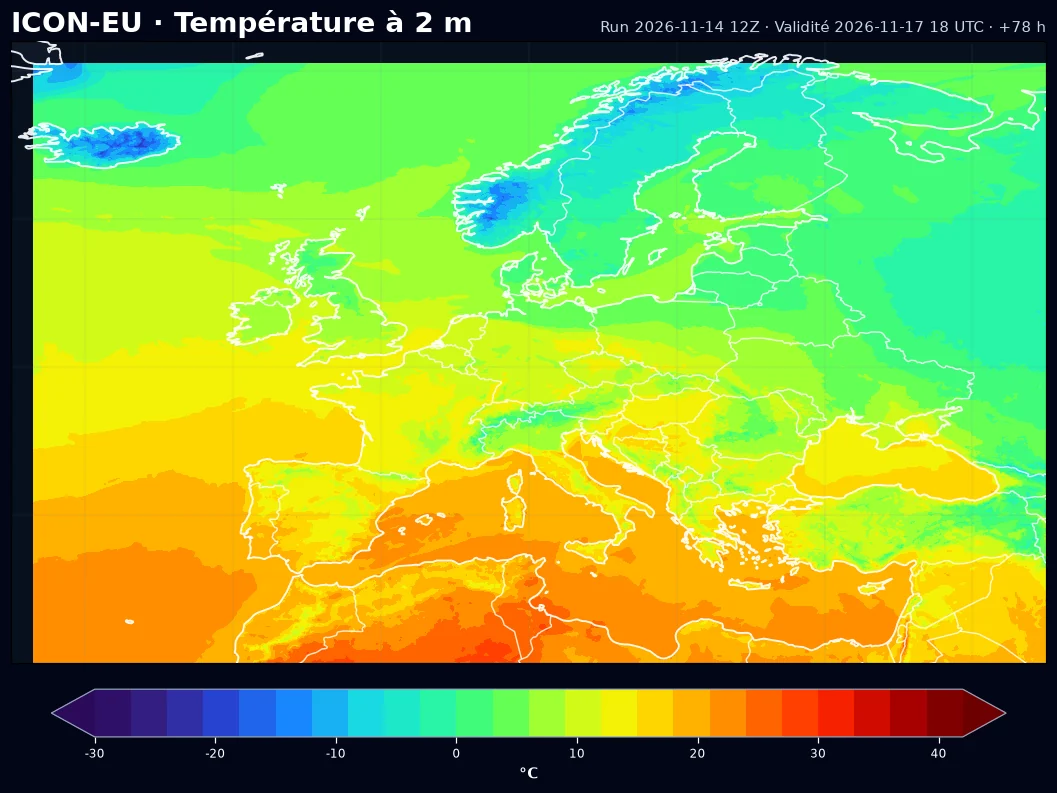 ICON-EU · Température à 2 m
Run 2026-11-14 12Z · Validité 2026-11-17 18 UTC · +78 h
-30 -20 -10 0 10 20 30 40
°C